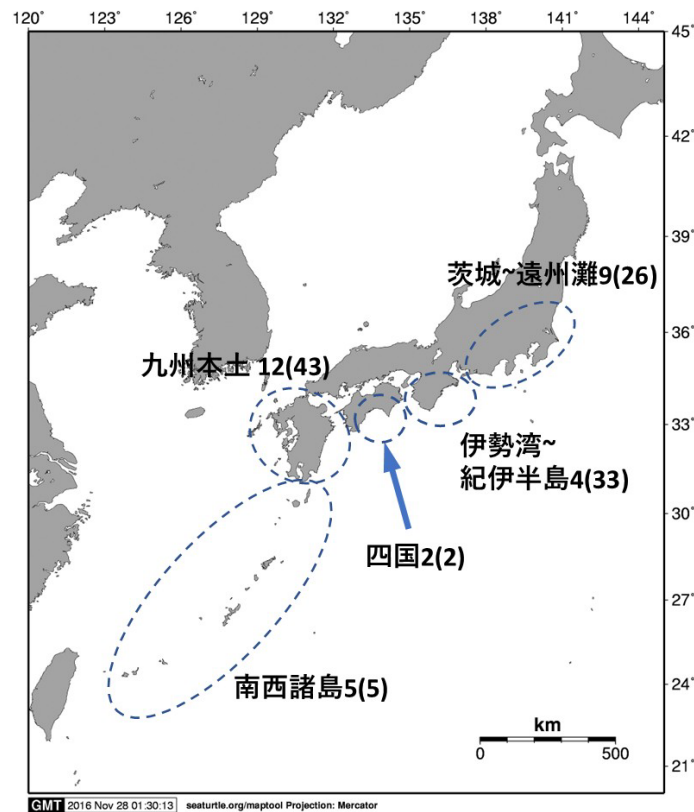 120° 123° 126° 129° 132° 135° 138° 141° 144°
45°
42°
39°
茨城~遠州灘9(26)
36°
九州本土 12(43)
33°
伊勢湾~
紀伊半島4(33)
30°
四国2(2)
27°
南西諸島5(5)
24°
km
0 500
21°
GMT 2016 Nov 28 01:30:13 seaturtle.org/maptool Projection: Mercator